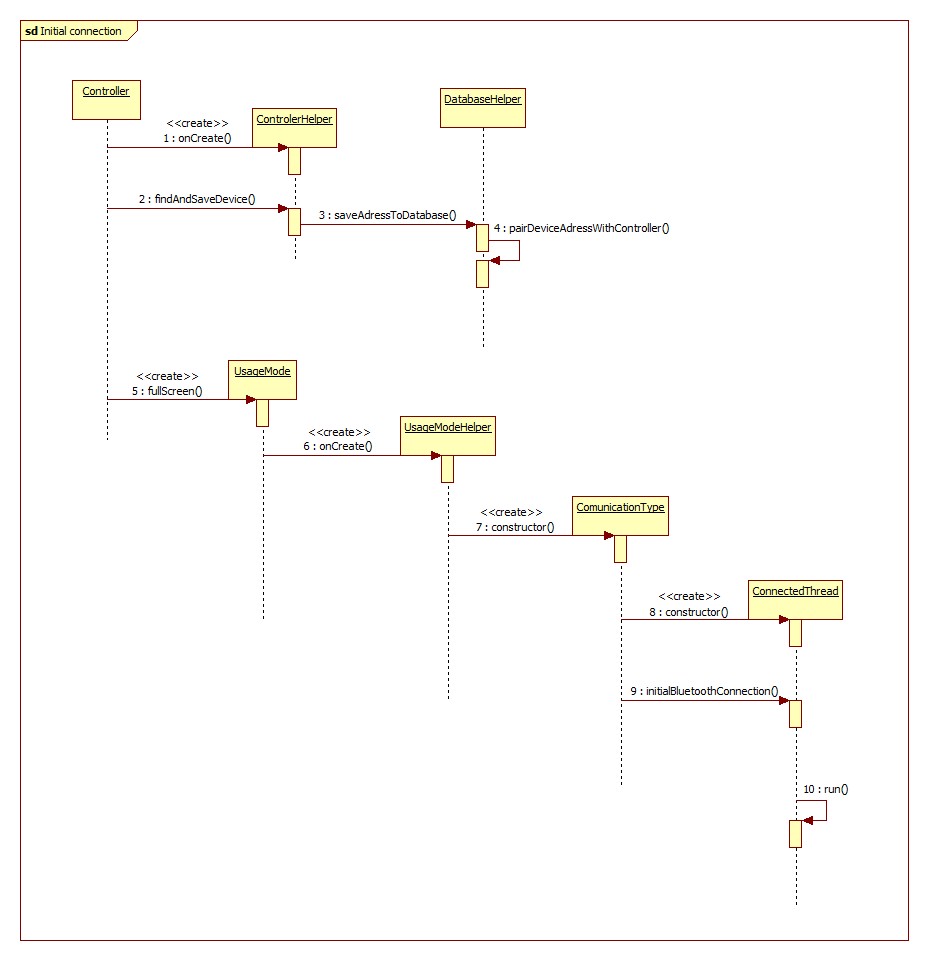 sd Initial connection
Controller
DatabaseHelper
ControlerHelper
<<create>>
1 : onCreate()
2 : findAndSaveDevice()
3 : saveAdressToDatabase()
4 : pairDeviceAdressWithController()
UsageMode
<<create>>
5 : fullScreen()
UsageModeHelper
<<create>>
6 : onCreate()
ComunicationType
<<create>>
7 : constructor()
ConnectedThread
<<create>>
8 : constructor()
9 : initialBluetoothConnection()
10 : run()